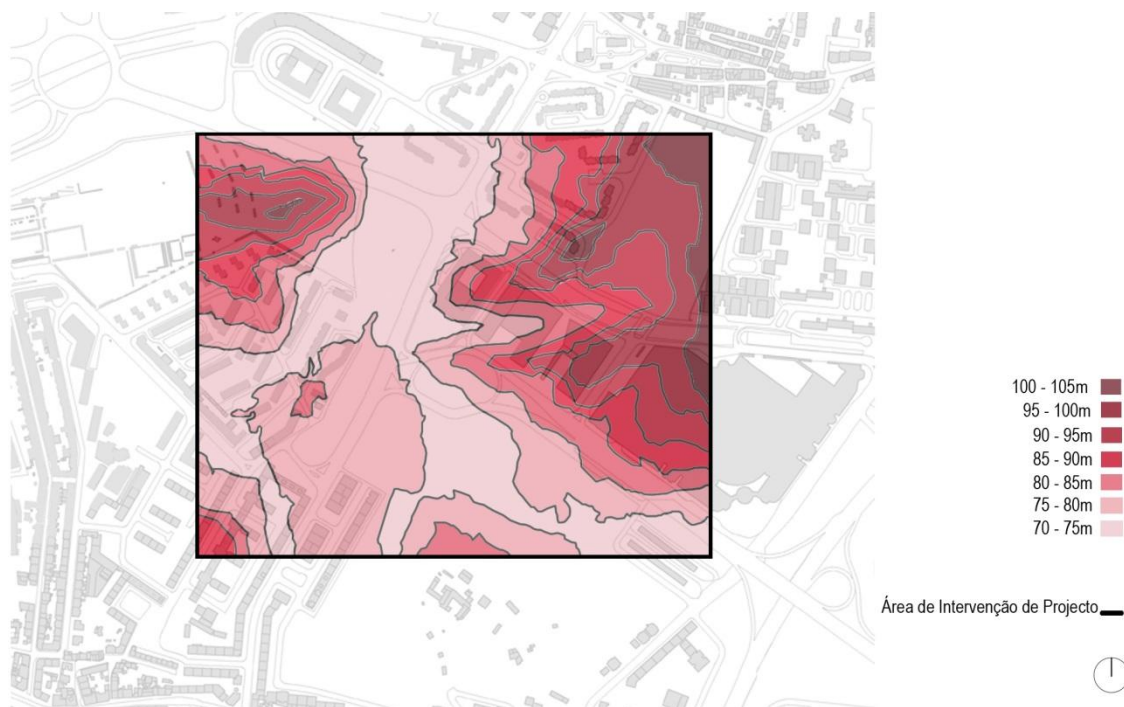 100 - 105m
95 - 100m
90 - 95m
85 - 90m
80 - 85m
75 - 80m
70 - 75m
Área de Intervenção de Projecto